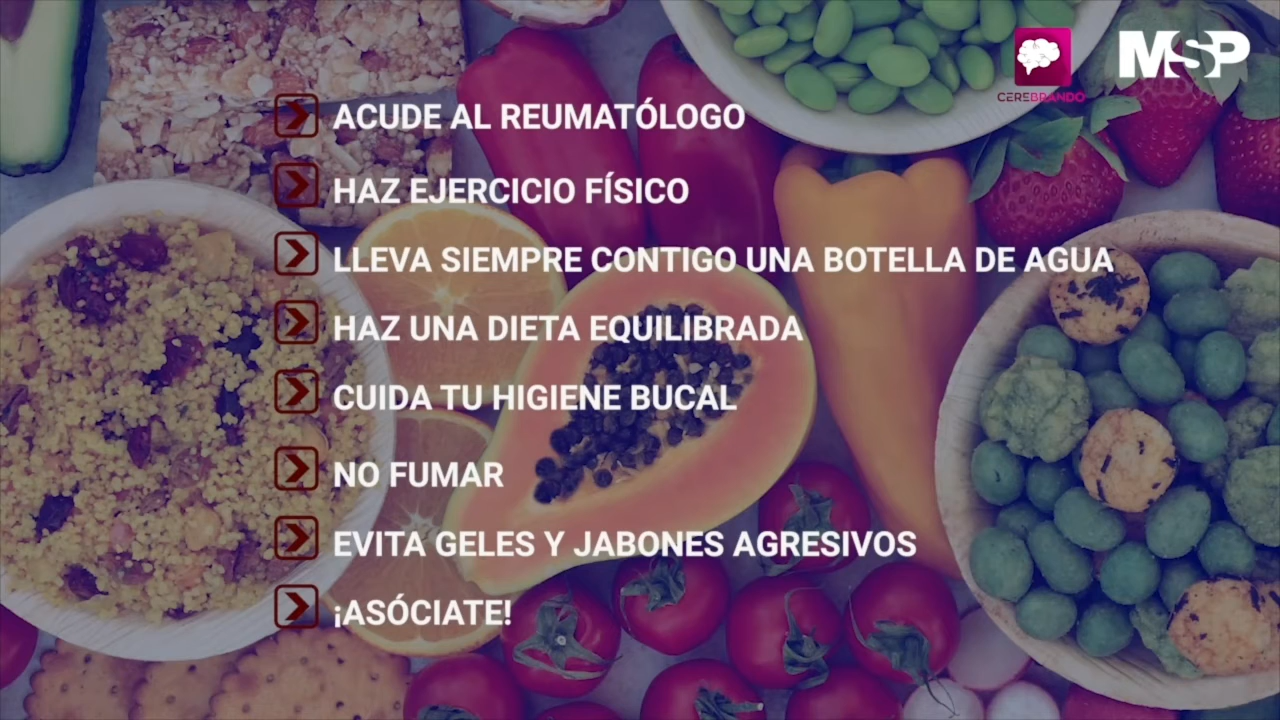 CEREBRANDO
MSP
ACUDE AL REUMATÓLOGO
HAZ EJERCICIO FÍSICO
LLEVA SIEMPRE CONTIGO UNA BOTELLA DE AGUA
HAZ UNA DIETA EQUILIBRADA
CUIDA TU HIGIENE BUCAL
NO FUMAR
EVITA GELES Y JABONES AGRESIVOS
¡ASÓCIATE!